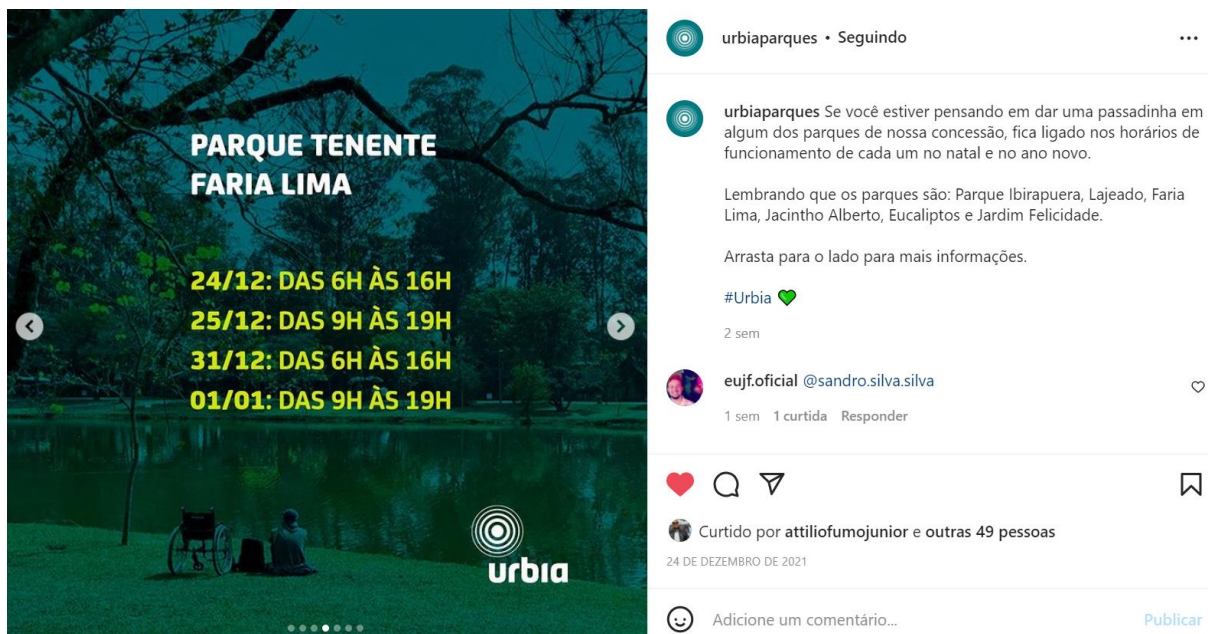 PARQUE TENENTE
FARIA LIMA
24/12: DAS 6H ÀS 16H
25/12: DAS 9H ÀS 19H
31/12: DAS 6H ÀS 16H
01/01: DAS 9H ÀS 19H
urbia
urbiaparques • Seguindo
urbiaparques Se você estiver pensando em dar uma passadinha em
algum dos parques de nossa concessão, fica ligado nos horários de
funcionamento de cada um no natal e no ano novo.
Lembrando que os parques são: Parque Ibirapuera, Lajeado, Faria
Lima, Jacintho Alberto, Eucaliptos e Jardim Felicidade.
Arrasta para o lado para mais informações.
#Urbia 💚
2 sem
eujf.oficial @sandro.silva.silva
1 sem 1 curtida Responder
Curtido por attiliofumojunior e outras 49 pessoas
24 DE DEZEMBRO DE 2021
Adicione um comentário... Publicar